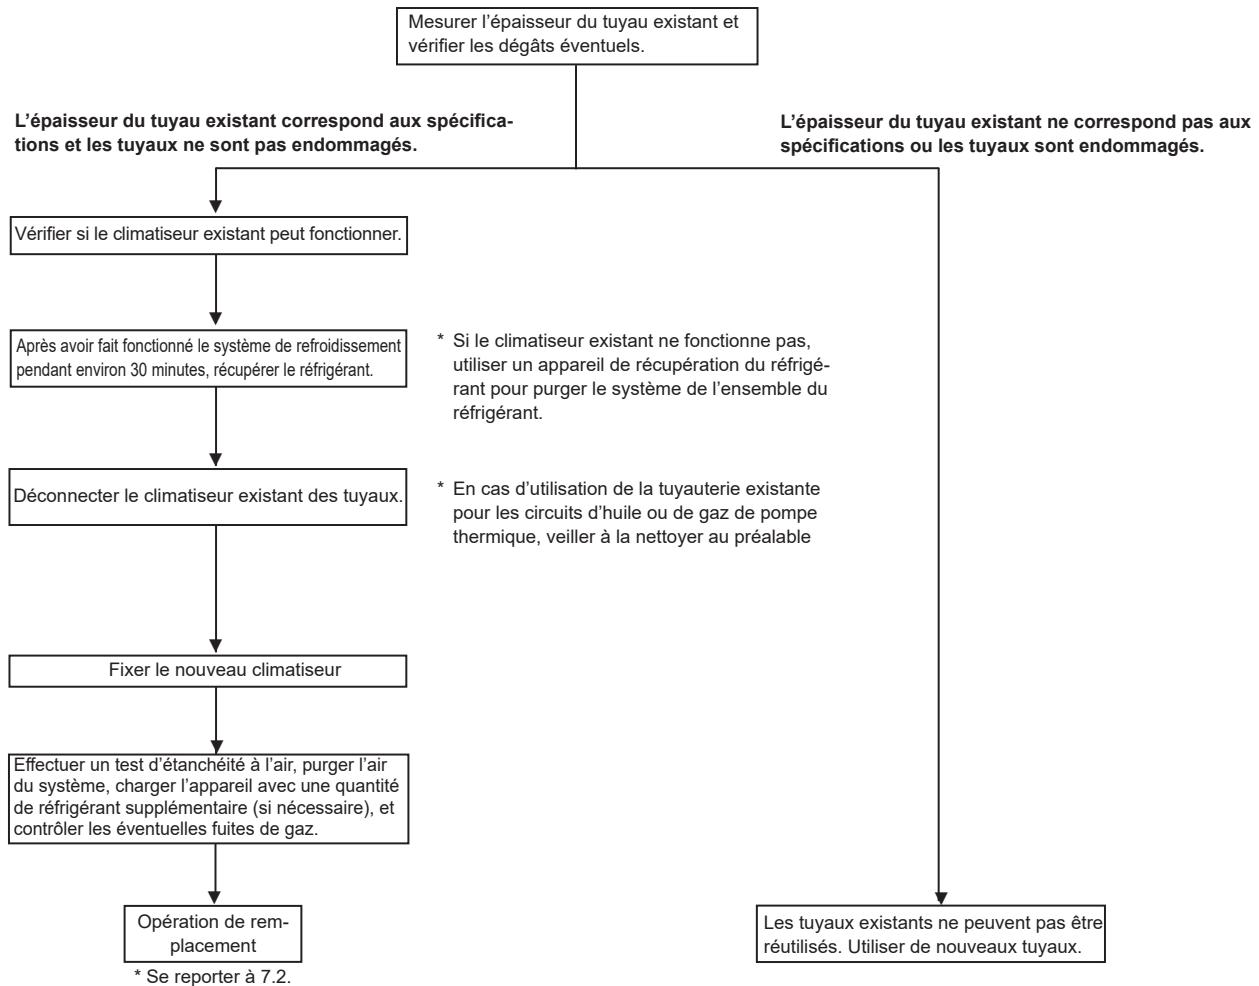 Mesurer l’épaisseur du tuyau existant et
vérifier les dégâts éventuels.
L’épaisseur du tuyau existant correspond aux spécifica-
tions et les tuyaux ne sont pas endommagés.
L’épaisseur du tuyau existant ne correspond pas aux
spécifications ou les tuyaux sont endommagés.
Vérifier si le climatiseur existant peut fonctionner.
Après avoir fait fonctionné le système de refroidissement
pendant environ 30 minutes, récupérer le réfrigérant.
* Si le climatiseur existant ne fonctionne pas,
utiliser un appareil de récupération du réfrigé-
rant pour purger le système de l’ensemble du
réfrigérant.
Déconnecter le climatiseur existant des tuyaux.
* En cas d’utilisation de la tuyauterie existante
pour les circuits d’huile ou de gaz de pompe
thermique, veiller à la nettoyer au préalable
Fixer le nouveau climatiseur
Effectuer un test d’étanchéité à l’air, purger l’air
du système, charger l’appareil avec une quantité
de réfrigérant supplémentaire (si nécessaire), et
contrôler les éventuelles fuites de gaz.
Opération de rem-
placement
* Se reporter à 7.2.
Les tuyaux existants ne peuvent pas être
réutilisés. Utiliser de nouveaux tuyaux.